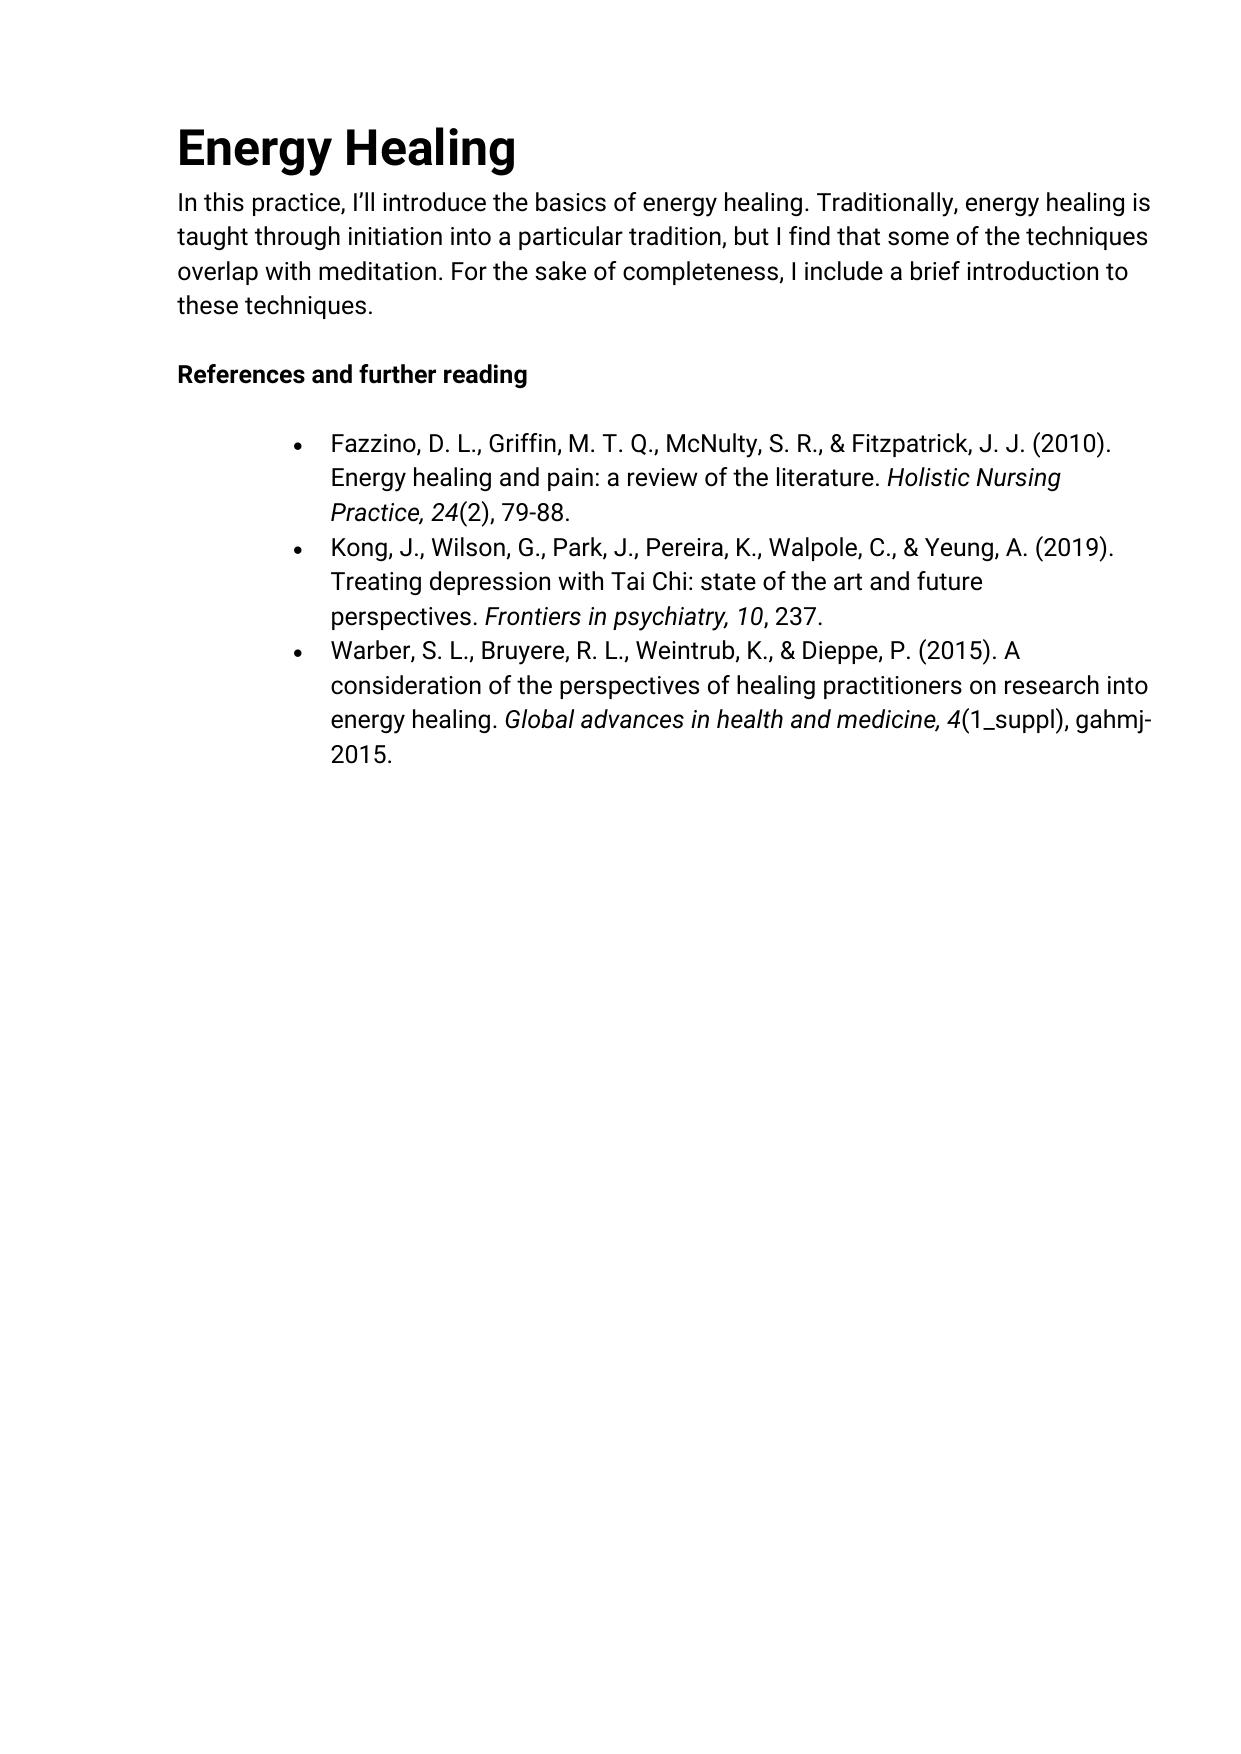 Energy Healing
In this practice, I’ll introduce the basics of energy healing. Traditionally, energy healing is
taught through initiation into a particular tradition, but I find that some of the techniques
overlap with meditation. For the sake of completeness, I include a brief introduction to
these techniques.
References and further reading
• Fazzino, D. L., Griffin, M. T. Q., McNulty, S. R., & Fitzpatrick, J. J. (2010).
Energy healing and pain: a review of the literature. Holistic Nursing
Practice, 24(2), 79-88.
• Kong, J., Wilson, G., Park, J., Pereira, K., Walpole, C., & Yeung, A. (2019).
Treating depression with Tai Chi: state of the art and future
perspectives. Frontiers in psychiatry, 10, 237.
• Warber, S. L., Bruyere, R. L., Weintrub, K., & Dieppe, P. (2015). A
consideration of the perspectives of healing practitioners on research into
energy healing. Global advances in health and medicine, 4(1_suppl), gahmj-
2015.